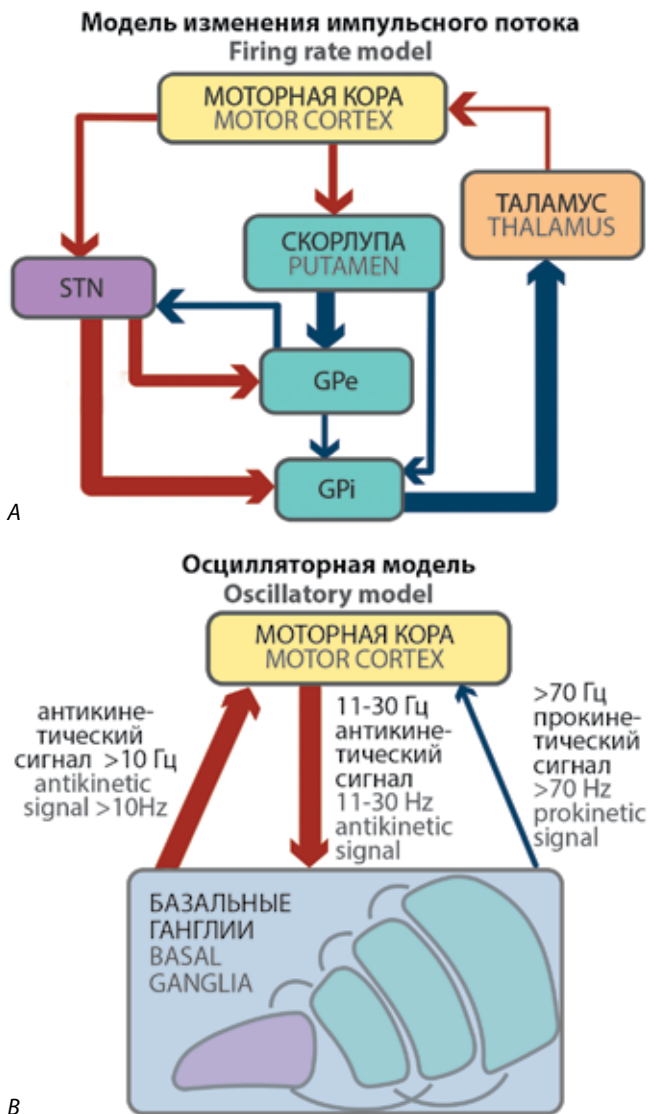 Модель изменения импульсного потока
Firing rate model
МОТОРНАЯ КОРА
MOTOR CORTEX
ТАЛАМУС
THALAMUS
СКОРЛУПА
PUTAMEN
STN
GPe
GPi
A
Осцилляторная модель
Oscillatory model
МОТОРНАЯ КОРА
MOTOR CORTEX
антикине-
тический
сигнал >10 Гц
antikinetic
signal >10Hz
11-30 Гц
антикине-
тический
сигнал
11-30 Hz
antikinetic
signal
>70 Гц
прокине-
тический
сигнал
>70 Hz
prokinetic
signal
БАЗАЛЬНЫЕ
ГАНГЛИИ
BASAL
GANGLIA
B